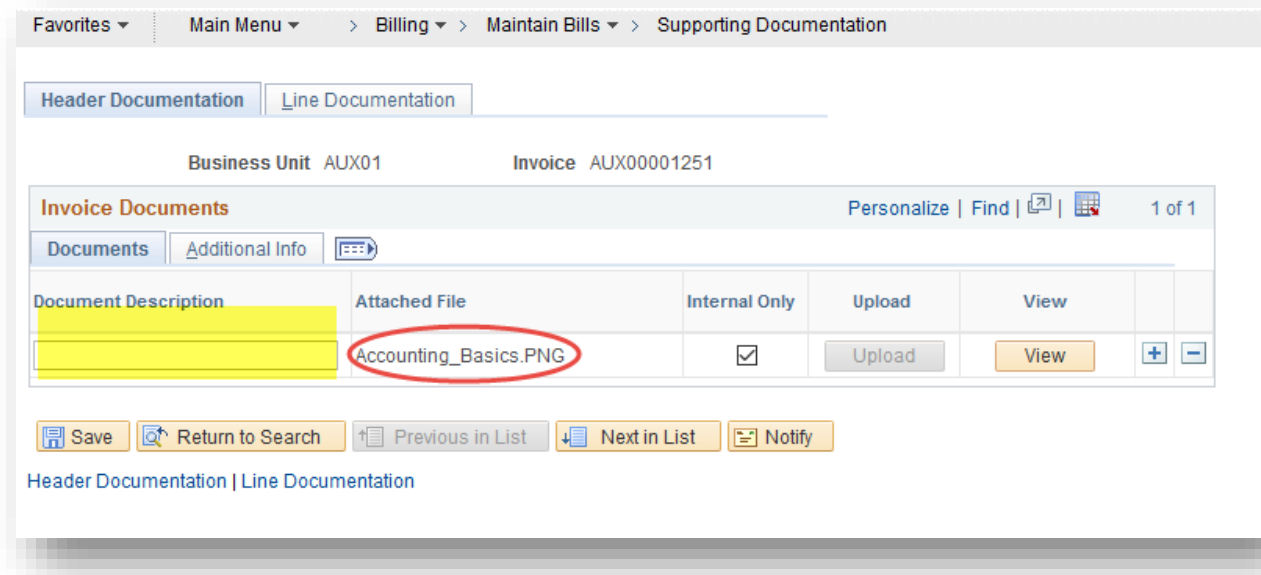 Favorites Main Menu > Billing > Maintain Bills > Supporting Documentation
Header Documentation Line Documentation
Business Unit AUX01 Invoice AUX00001251
Invoice Documents Personalize | Find | | 1 of 1
Documents Additional Info
Document Description Attached File Internal Only Upload View
Accounting_Basics.PNG Upload View + -
Save Return to Search Previous in List Next in List Notify
Header Documentation | Line Documentation